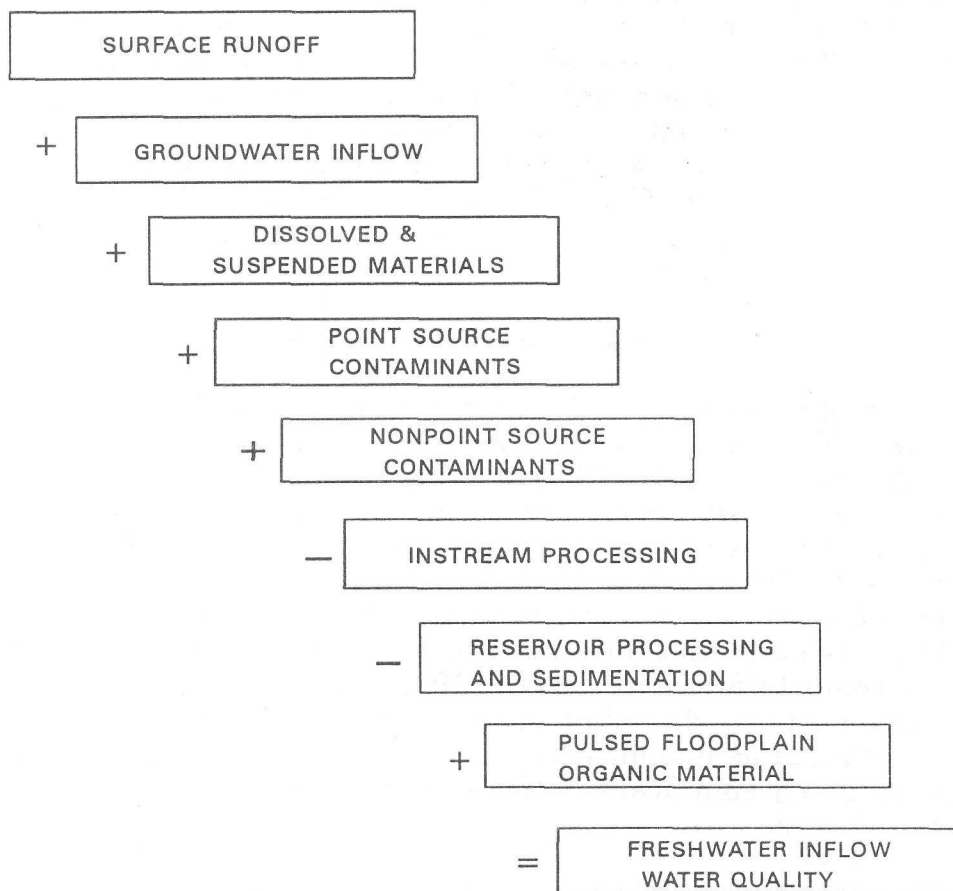 SURFACE RUNOFF
+ GROUNDWATER INFLOW
+ DISSOLVED &
SUSPENDED MATERIALS
+ POINT SOURCE
CONTAMINANTS
+ NONPOINT SOURCE
CONTAMINANTS
— INSTREAM PROCESSING
— RESERVOIR PROCESSING
AND SEDIMENTATION
+ PULSED FLOODPLAIN
ORGANIC MATERIAL
= FRESHWATER INFLOW
WATER QUALITY